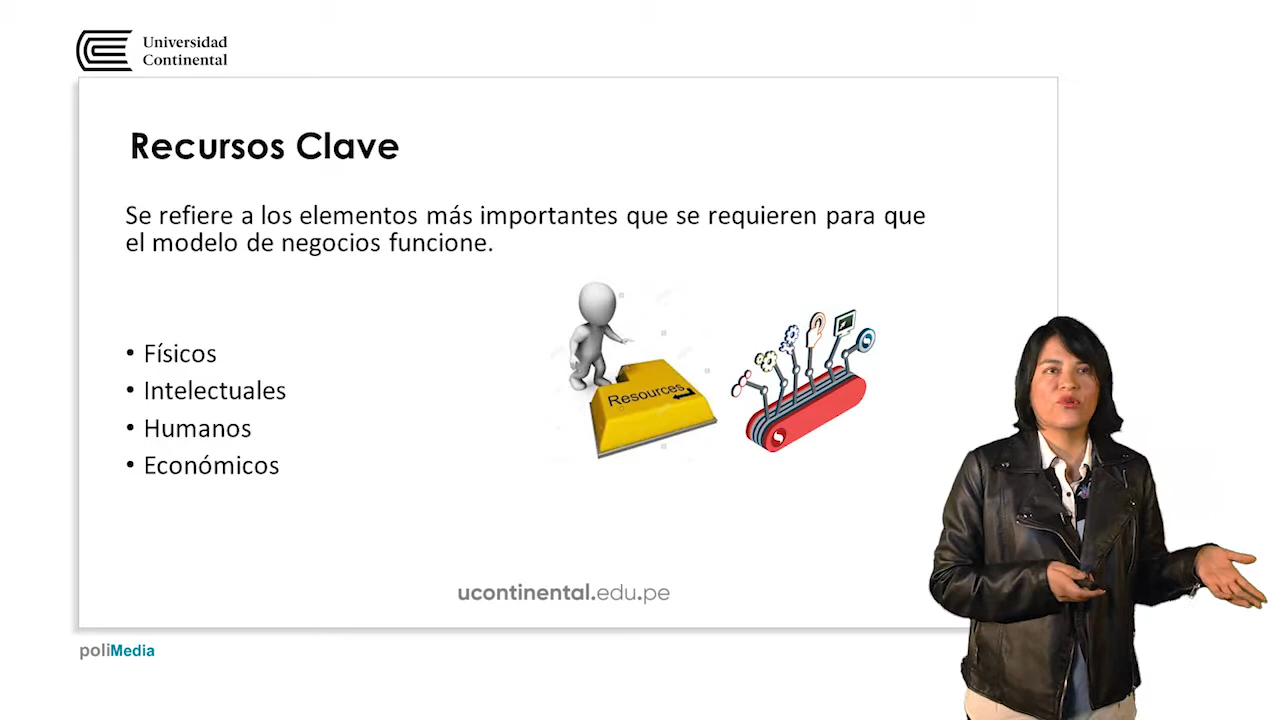 Universidad
Continental
Recursos Clave
Se refiere a los elementos más importantes que se requieren para que
el modelo de negocios funcione.
• Físicos
• Intelectuales
• Humanos
• Económicos
Resources
ucontinental.edu.pe
poliMedia